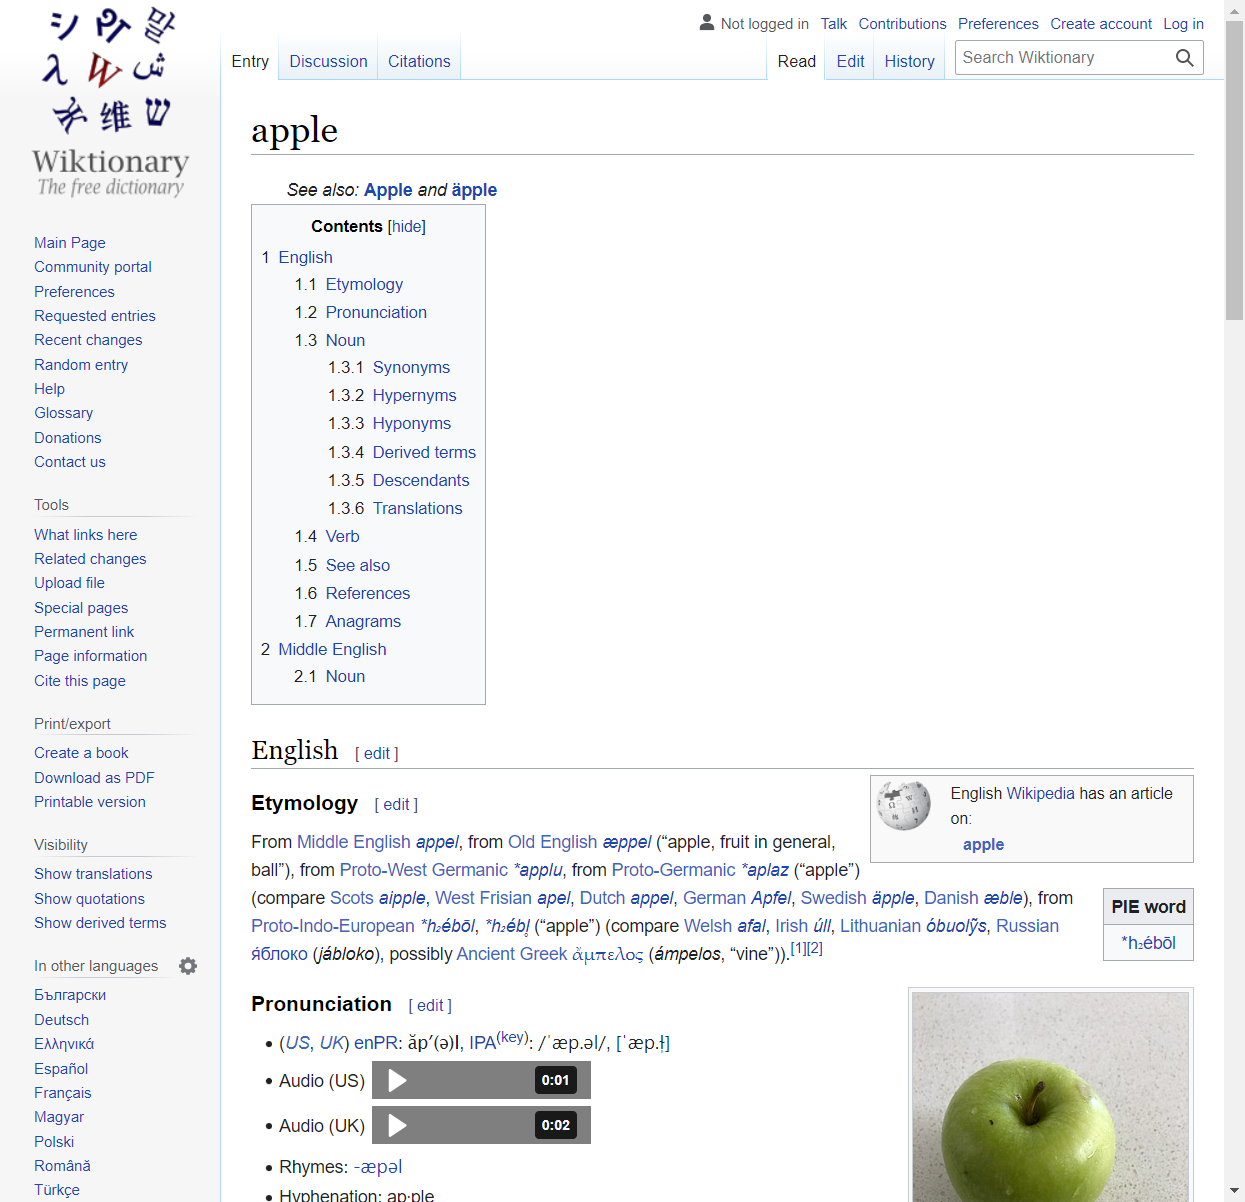 Not logged in Talk Contributions Preferences Create account Log in
Entry Discussion Citations Read Edit History Search Wiktionary
Wiktionary
The free dictionary
Main Page
Community portal
Preferences
Requested entries
Recent changes
Random entry
Help
Glossary
Donations
Contact us
Tools
What links here
Related changes
Upload file
Special pages
Permanent link
Page information
Cite this page
Print/export
Create a book
Download as PDF
Printable version
Visibility
Show translations
Show quotations
Show derived terms
In other languages
Български
Deutsch
Ελληνικά
Español
Français
Magyar
Polski
Română
Türkçe
apple
See also: Apple and äpple
Contents [hide]
1 English
1.1 Etymology
1.2 Pronunciation
1.3 Noun
1.3.1 Synonyms
1.3.2 Hypernyms
1.3.3 Hyponyms
1.3.4 Derived terms
1.3.5 Descendants
1.3.6 Translations
1.4 Verb
1.5 See also
1.6 References
1.7 Anagrams
2 Middle English
2.1 Noun
English [ edit ]
English Wikipedia has an article
on:
apple
Etymology [ edit ]
From Middle English appel, from Old English æppel (“apple, fruit in general,
ball”), from Proto-West Germanic *applu, from Proto-Germanic *aplaz (“apple”)
(compare Scots aipple, West Frisian apel, Dutch appel, German Apfel, Swedish äpple, Danish æble), from
Proto-Indo-European *h₂ébōl, *h₂ébl̥ (“apple”) (compare Welsh afal, Irish úll, Lithuanian óbuolỹs, Russian
я́блоко (jábloko), possibly Ancient Greek ἄμπελος (ámpelos, “vine”)).[1][2]
PIE word
*h₂ébōl
Pronunciation [ edit ]
• (US, UK) enPR: ăp′(ə)l, IPA(key): /ˈæp.əl/, [ˈæp.ɫ̩]
• Audio (US) 0:01
• Audio (UK) 0:02
• Rhymes: -æpəl
• Hyphenation: ap·ple